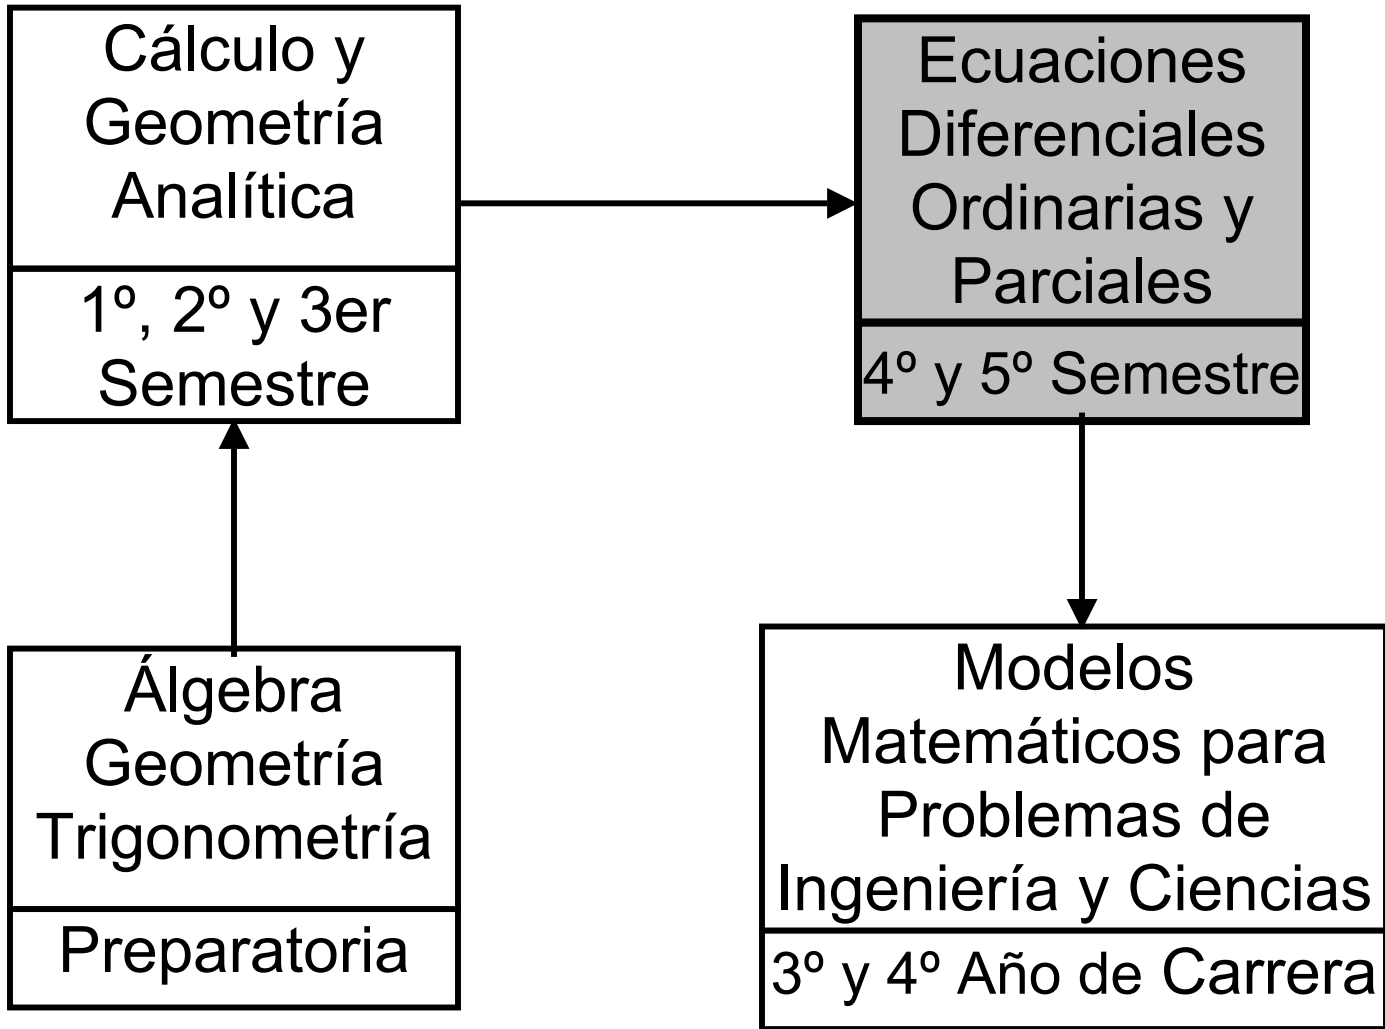 Cálculo y
Geometría
Analítica
1º, 2º y 3er
Semestre
Ecuaciones
Diferenciales
Ordinarias y
Parciales
4º y 5º Semestre
Álgebra
Geometría
Trigonometría
Preparatoria
Modelos
Matemáticos para
Problemas de
Ingeniería y Ciencias
3º y 4º Año de Carrera